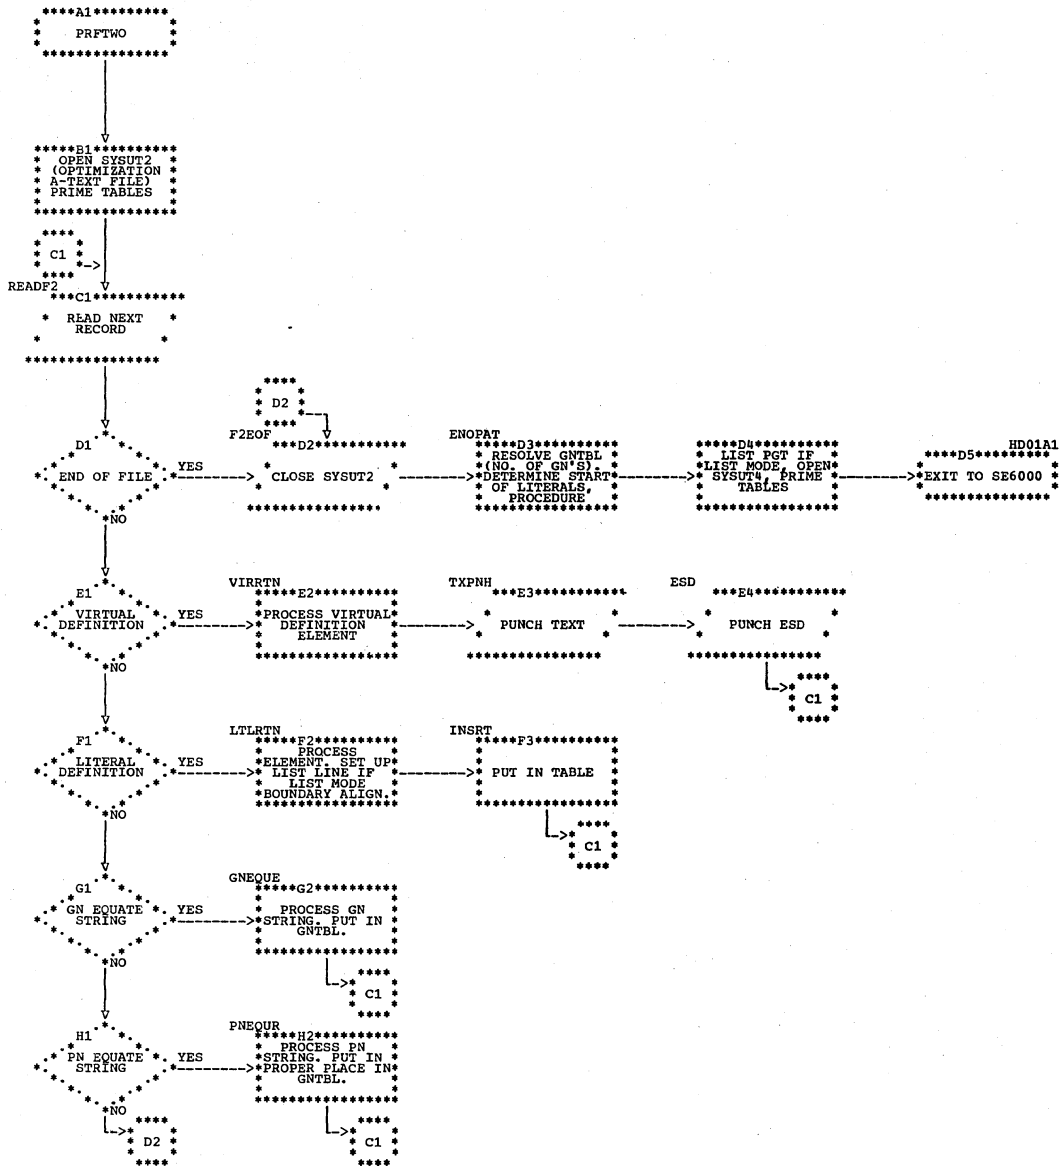 A1
PRFTWO
B1
OPEN SYSUT2
(OPTIMIZATION
A-TEXT FILE)
PRIME TABLES
C1
READF2
C1
READ NEXT
RECORD
D2
D1
END OF FILE
YES
NO
F2EOF
D2
CLOSE SYSUT2
ENOPAT
D3
RESOLVE GNTBL
(NO. OF GN'S).
DETERMINE START
OF LITERALS,
PROCEDURE
D4
LIST PGT IF
LIST MODE, OPEN
SYSUT4, PRIME
TABLES
HD01A1
D5
EXIT TO SE6000
E1
VIRTUAL
DEFINITION
YES
NO
VIRRTN
E2
PROCESS VIRTUAL
DEFINITION
ELEMENT
TXPNH
E3
PUNCH TEXT
ESD
E4
PUNCH ESD
C1
F1
LITERAL
DEFINITION
YES
NO
LTLRTN
F2
PROCESS
ELEMENT. SET UP
LIST LINE IF
LIST MODE
BOUNDARY ALIGN.
INSRT
F3
PUT IN TABLE
C1
G1
GN EQUATE
STRING
YES
NO
GNEQUE
G2
PROCESS GN
STRING. PUT IN
GNTBL.
C1
H1
PN EQUATE
STRING
YES
NO
PNEQUR
H2
PROCESS PN
STRING. PUT IN
PROPER PLACE IN
GNTBL.
D2
C1